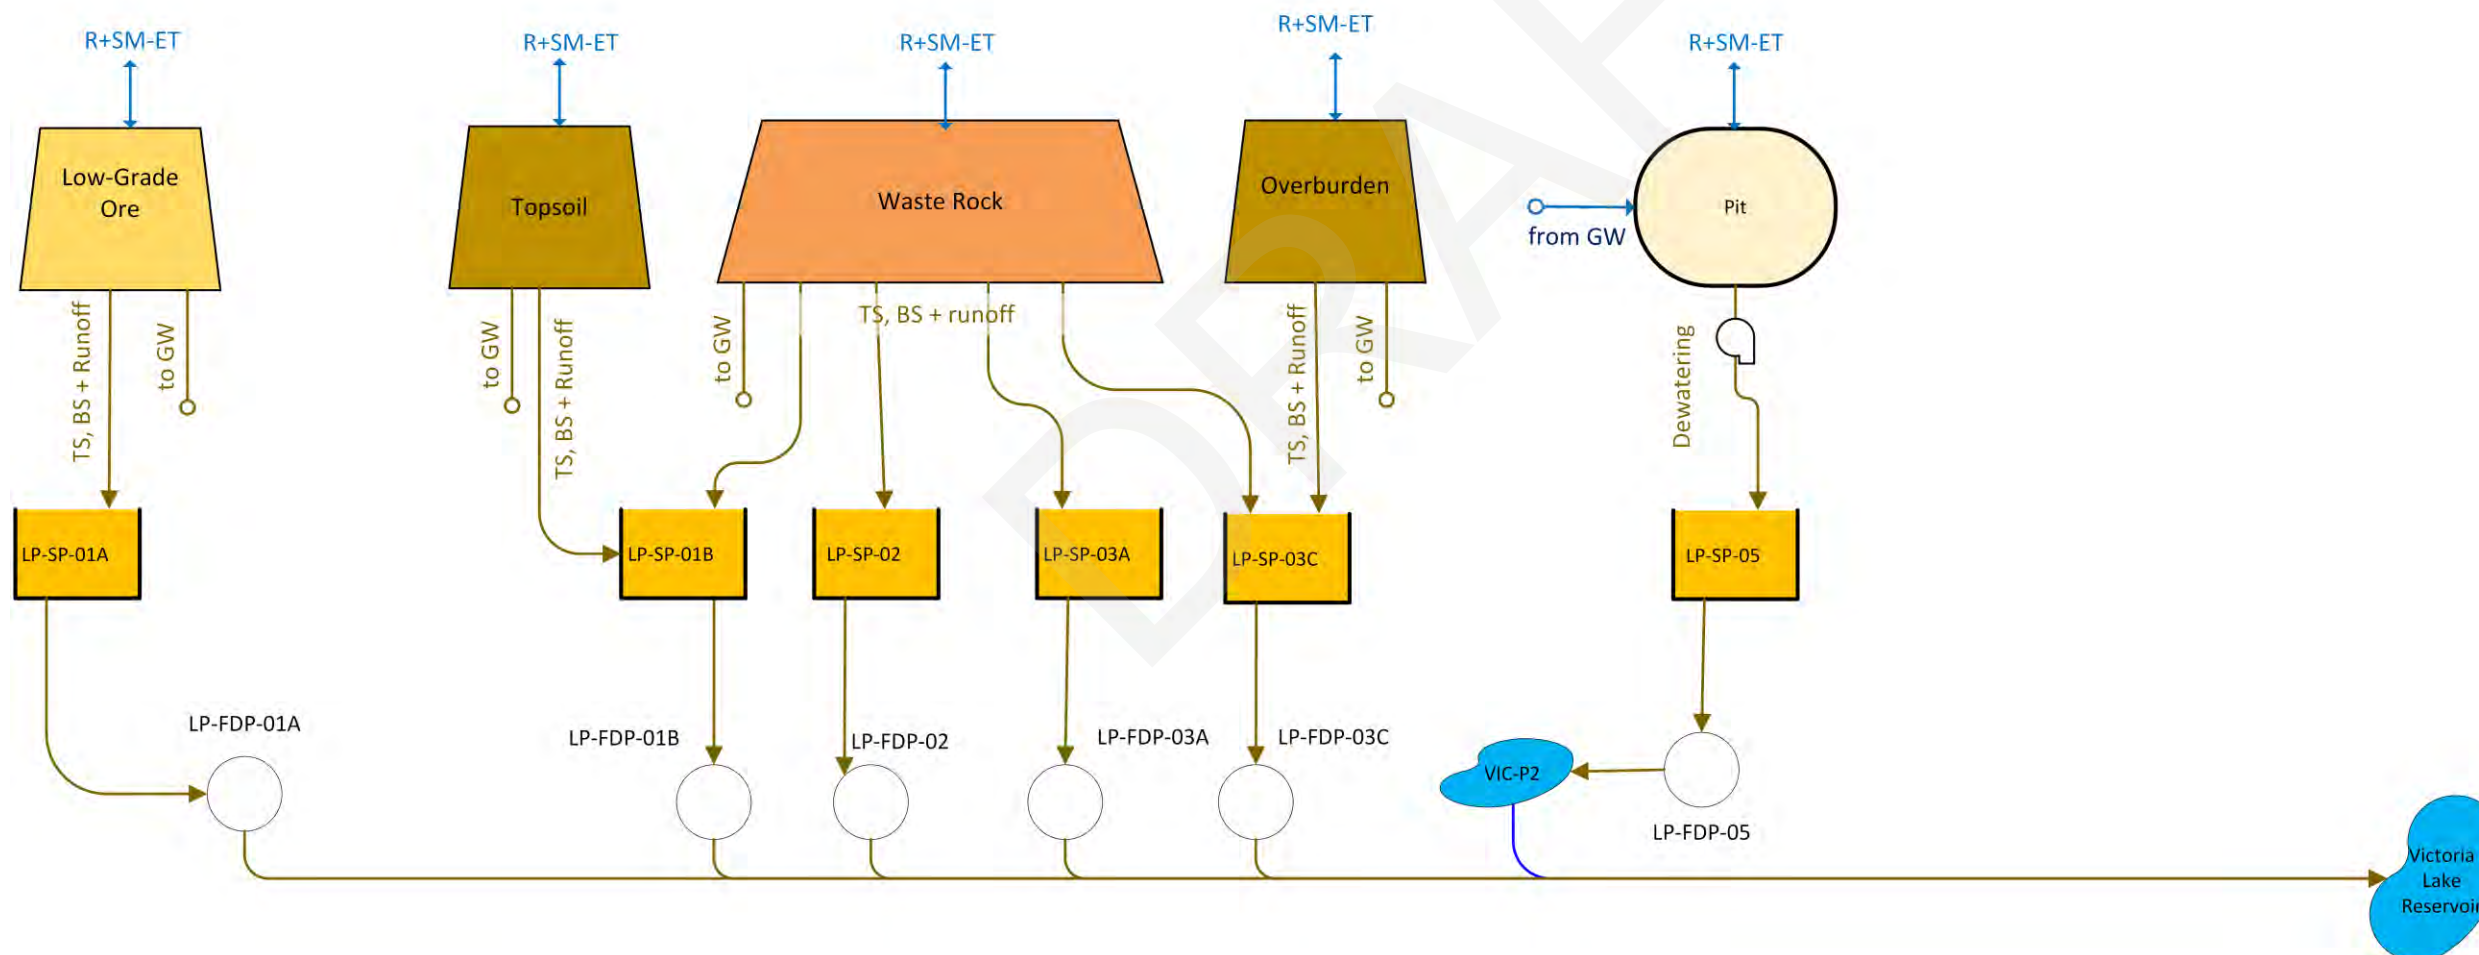 R+SM-ET
R+SM-ET
R+SM-ET
R+SM-ET
R+SM-ET
Low-Grade
Ore
Topsoil
Waste Rock
Overburden
Pit
from GW
TS, BS + Runoff
to GW
to GW
TS, BS + Runoff
to GW
TS, BS + runoff
TS, BS + Runoff
to GW
Dewatering
LP-SP-01A
LP-SP-01B
LP-SP-02
LP-SP-03A
LP-SP-03C
LP-SP-05
LP-FDP-01A
LP-FDP-01B
LP-FDP-02
LP-FDP-03A
LP-FDP-03C
VIC-P2
LP-FDP-05
Victoria
Lake
Reservoi
DRA